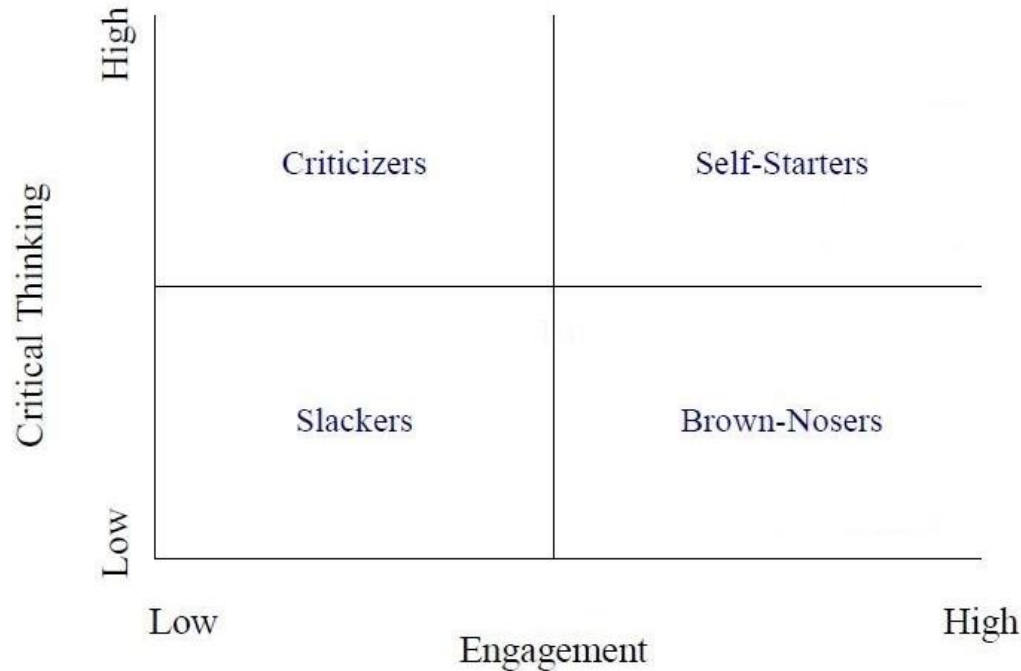 High
Criticizers
Self-Starters
Critical Thinking
Slackers
Brown-Nosers
Low
Low
High
Engagement